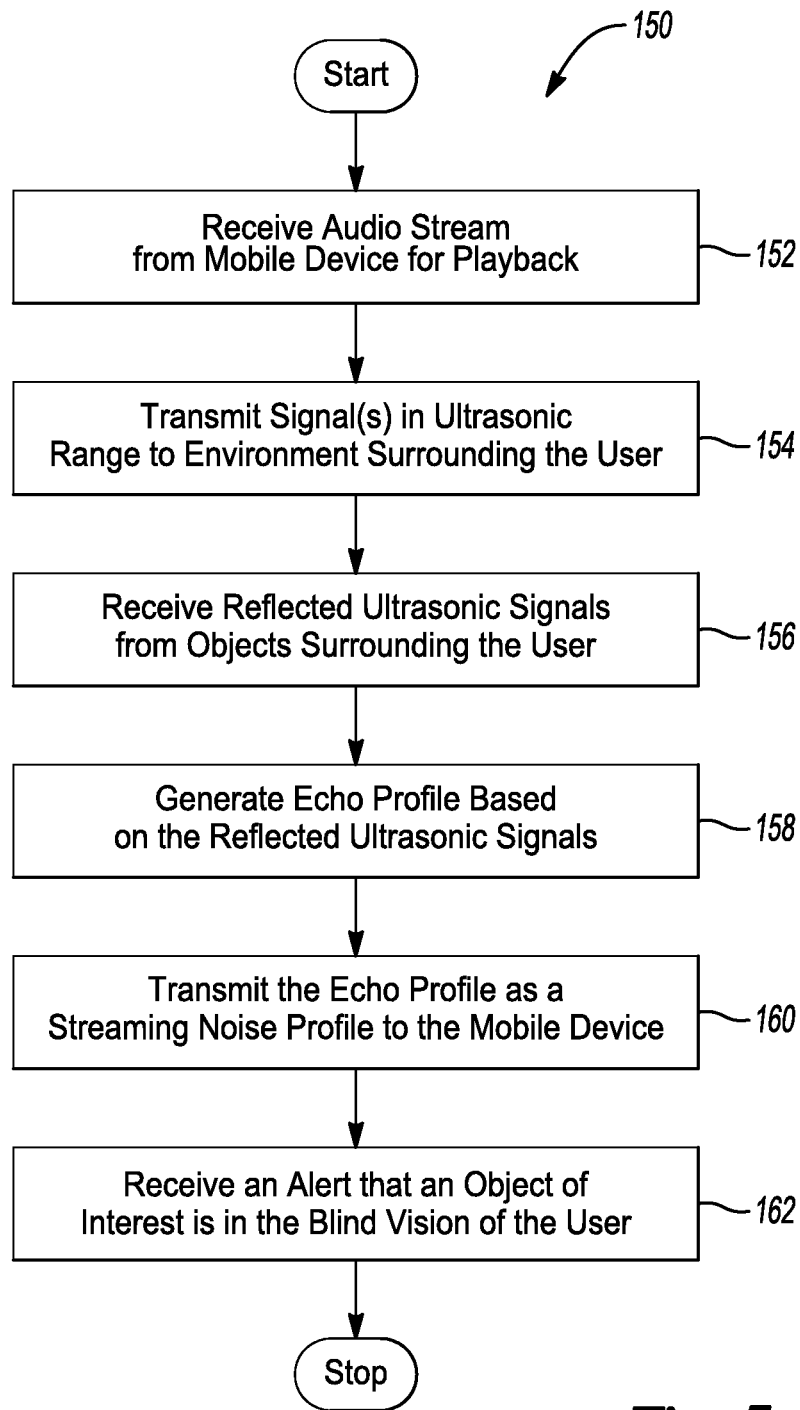 150
Start
Receive Audio Stream
from Mobile Device for Playback
152
Transmit Signal(s) in Ultrasonic
Range to Environment Surrounding the User
154
Receive Reflected Ultrasonic Signals
from Objects Surrounding the User
156
Generate Echo Profile Based
on the Reflected Ultrasonic Signals
158
Transmit the Echo Profile as a
Streaming Noise Profile to the Mobile Device
160
Receive an Alert that an Object of
Interest is in the Blind Vision of the User
162
Stop